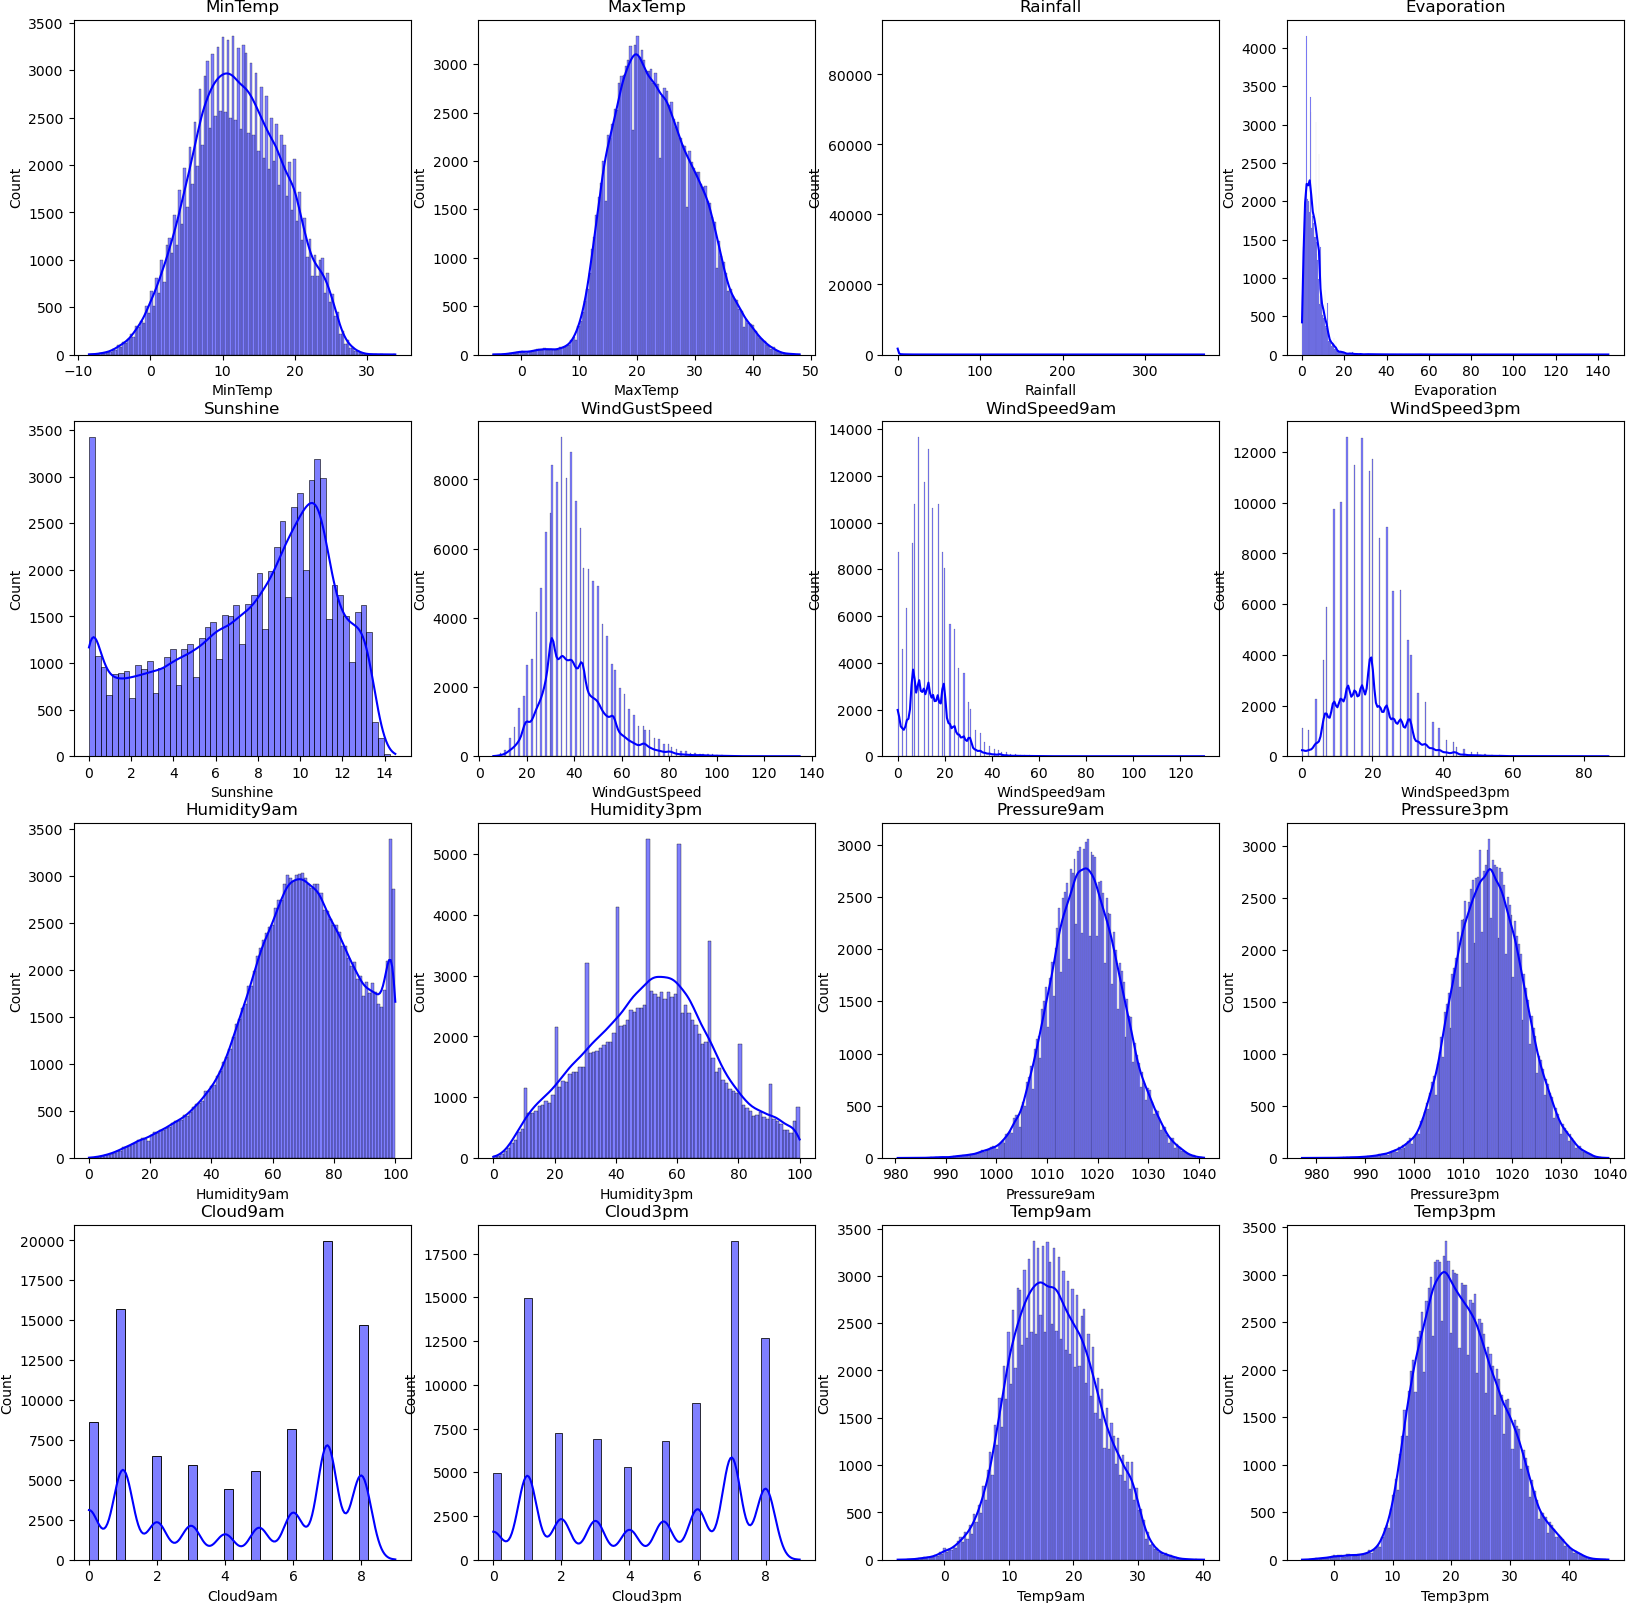 MinTemp
Count
3500
3000
2500
2000
1500
1000
500
0
−10 0 10 20 30
MinTemp
MaxTemp
Count
3000
2500
2000
1500
1000
500
0
0 10 20 30 40 50
MaxTemp
Rainfall
Count
80000
60000
40000
20000
0
0 100 200 300
Rainfall
Evaporation
Count
4000
3500
3000
2500
2000
1500
1000
500
0
0 20 40 60 80 100 120 140
Evaporation
Sunshine
Count
3500
3000
2500
2000
1500
1000
500
0
0 2 4 6 8 10 12 14
Sunshine
WindGustSpeed
Count
8000
6000
4000
2000
0
0 20 40 60 80 100 120 140
WindGustSpeed
WindSpeed9am
Count
14000
12000
10000
8000
6000
4000
2000
0
0 20 40 60 80 100 120
WindSpeed9am
WindSpeed3pm
Count
12000
10000
8000
6000
4000
2000
0
0 20 40 60 80
WindSpeed3pm
Humidity9am
Count
3500
3000
2500
2000
1500
1000
500
0
0 20 40 60 80 100
Humidity9am
Humidity3pm
Count
5000
4000
3000
2000
1000
0
0 20 40 60 80 100
Humidity3pm
Pressure9am
Count
3000
2500
2000
1500
1000
500
0
980 990 1000 1010 1020 1030 1040
Pressure9am
Pressure3pm
Count
3000
2500
2000
1500
1000
500
0
980 990 1000 1010 1020 1030 1040
Pressure3pm
Cloud9am
Count
20000
17500
15000
12500
10000
7500
5000
2500
0
0 2 4 6 8
Cloud9am
Cloud3pm
Count
17500
15000
12500
10000
7500
5000
2500
0
0 2 4 6 8
Cloud3pm
Temp9am
Count
3500
3000
2500
2000
1500
1000
500
0
0 10 20 30 40
Temp9am
Temp3pm
Count
3500
3000
2500
2000
1500
1000
500
0
0 10 20 30 40
Temp3pm